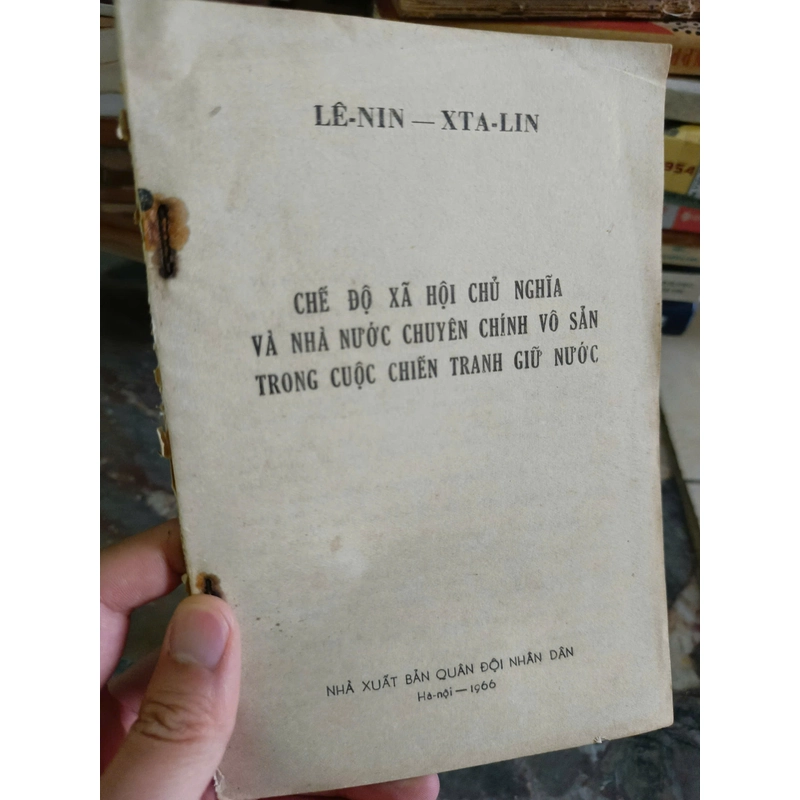 LÊ-NIN — XTA-LIN
CHẾ ĐỘ XÃ HỘI CHỦ NGHĨA
VÀ NHÀ NƯỚC CHUYÊN CHÍNH VÔ SẢN
TRONG CUỘC CHIẾN TRANH GIỮ NƯỚC
NHÀ XUẤT BẢN QUÂN ĐỘI NHÂN DÂN
Hà-nội — 1966
954